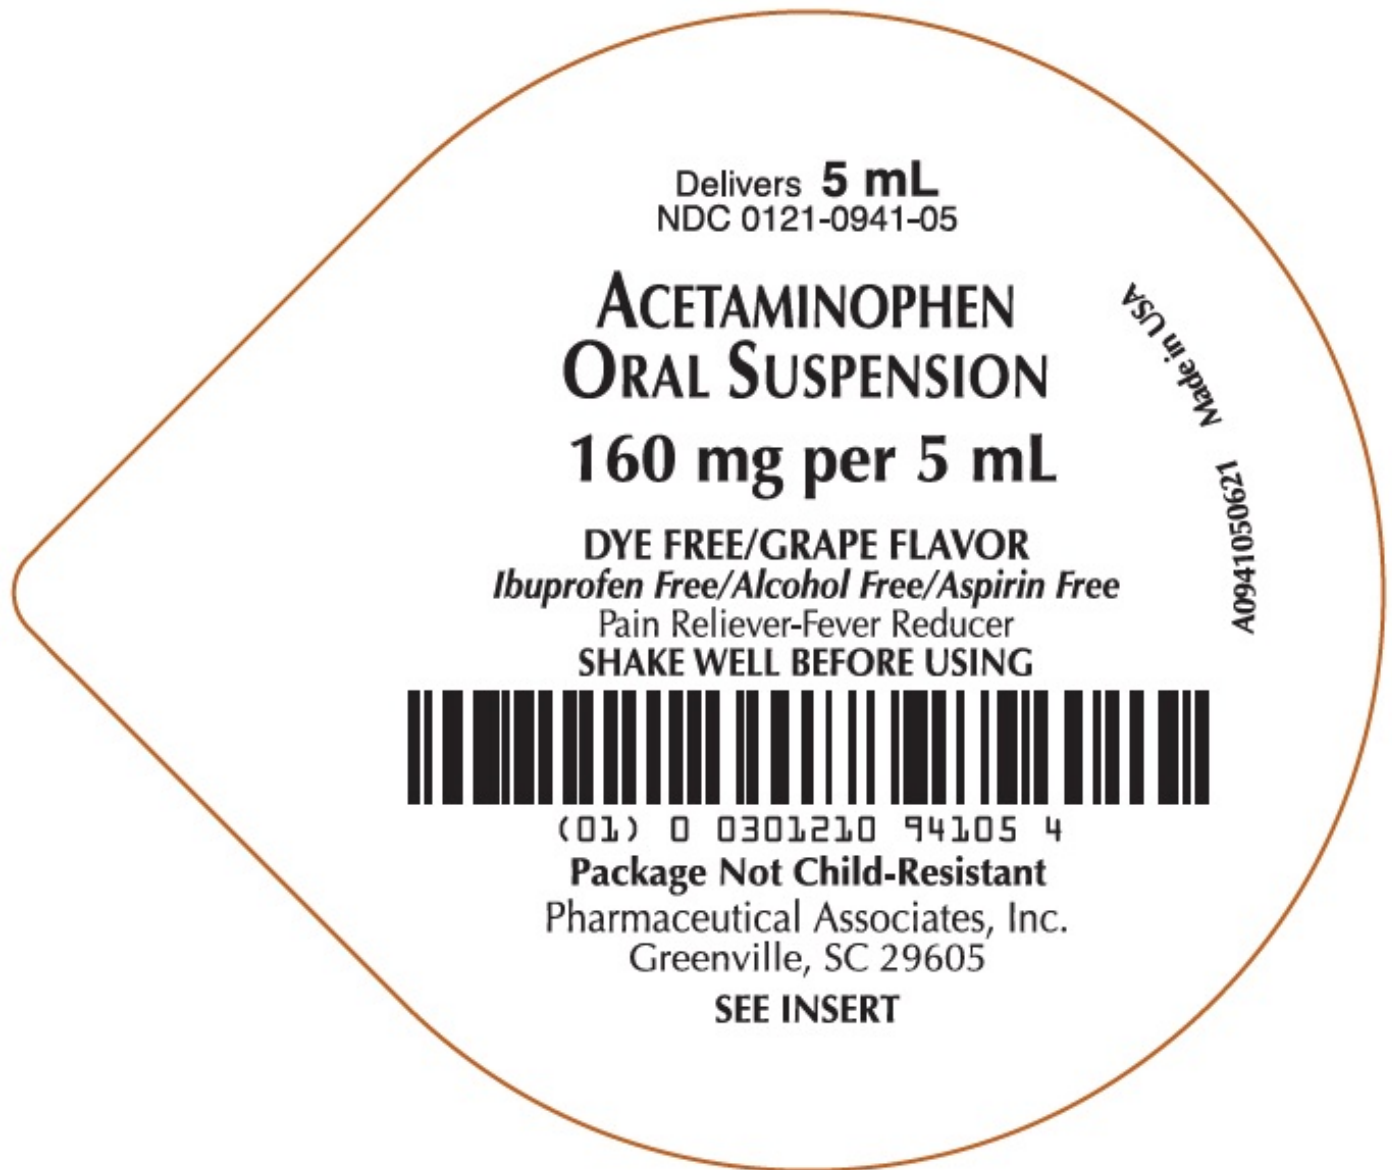 Delivers 5 mL
NDC 0121-0941-05
ACETAMINOPHEN
ORAL SUSPENSION
160 mg per 5 mL
DYE FREE/GRAPE FLAVOR
Ibuprofen Free/Alcohol Free/Aspirin Free
Pain Reliever-Fever Reducer
SHAKE WELL BEFORE USING
(01) 0 0301210 94105 4
Package Not Child-Resistant
Pharmaceutical Associates, Inc.
Greenville, SC 29605
SEE INSERT
A09411050621 Made in USA